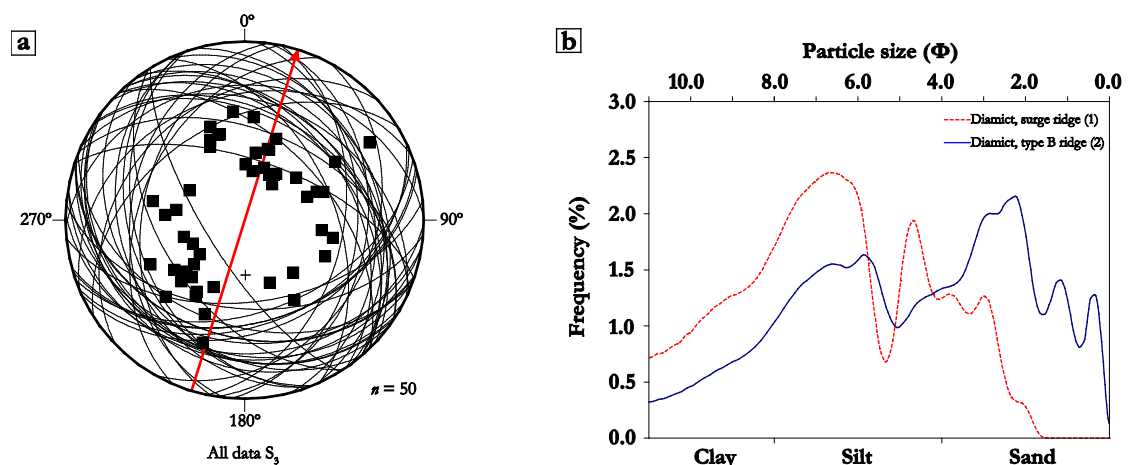 a
0°
270°
90°
n = 50
180°
All data S3
b
Particle size (Φ)
10.0 8.0 6.0 4.0 2.0 0.0
3.0
2.5
2.0
1.5
1.0
0.5
0.0
Frequency (%)
Diamict, surge ridge (1)
Diamict, type B ridge (2)
Clay Silt Sand